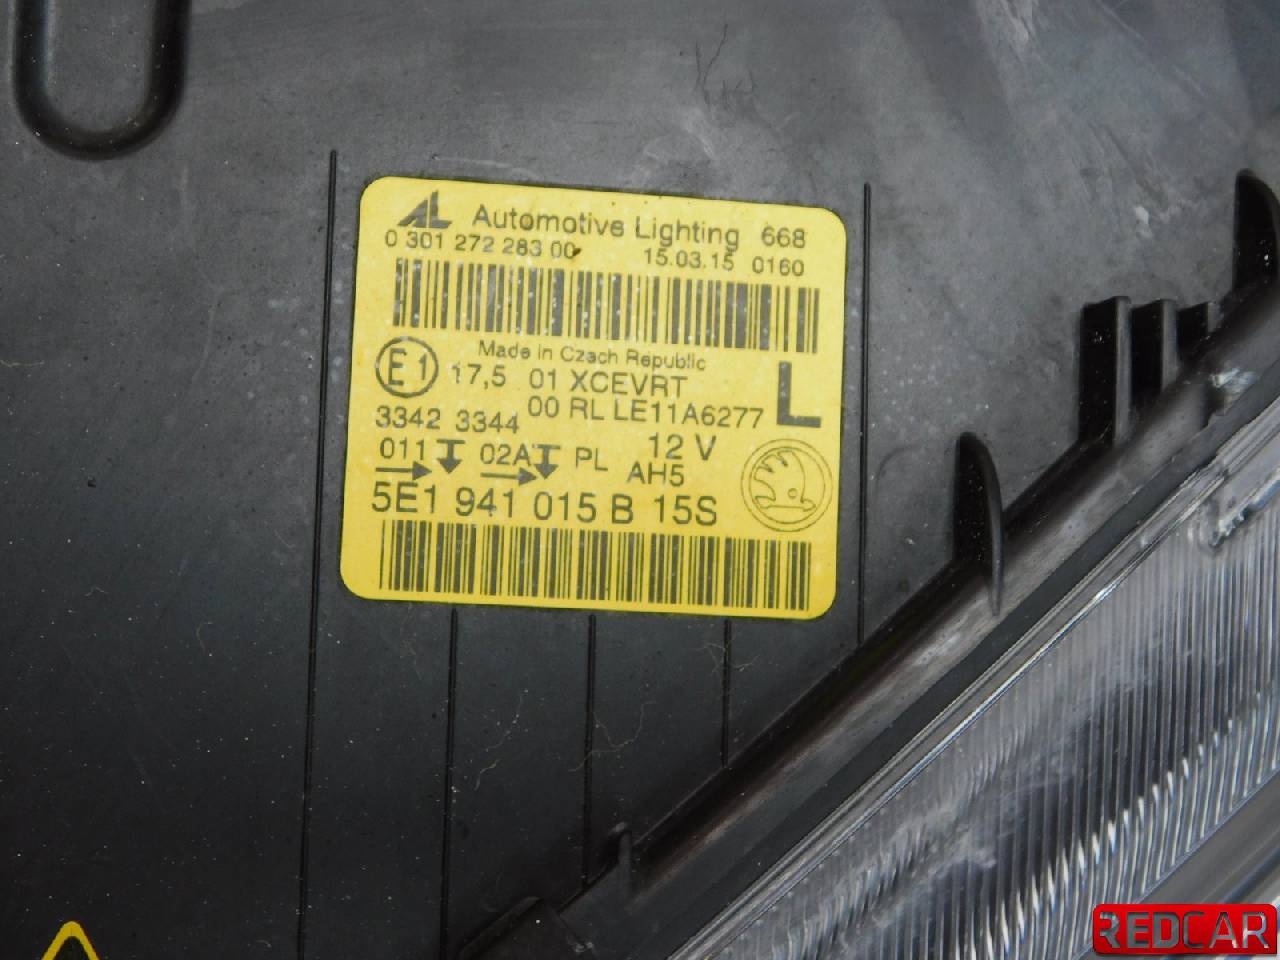 AL Automotive Lighting 668
0 301 272 283 00 15.03.15 0160
Made in Czech Republic
E1 17,5 01 XCEVRT L
00 RL LE11A6277
3342 3344
011 02A PL 12 V
AH5
5E1 941 015 B 15S
REDCAR